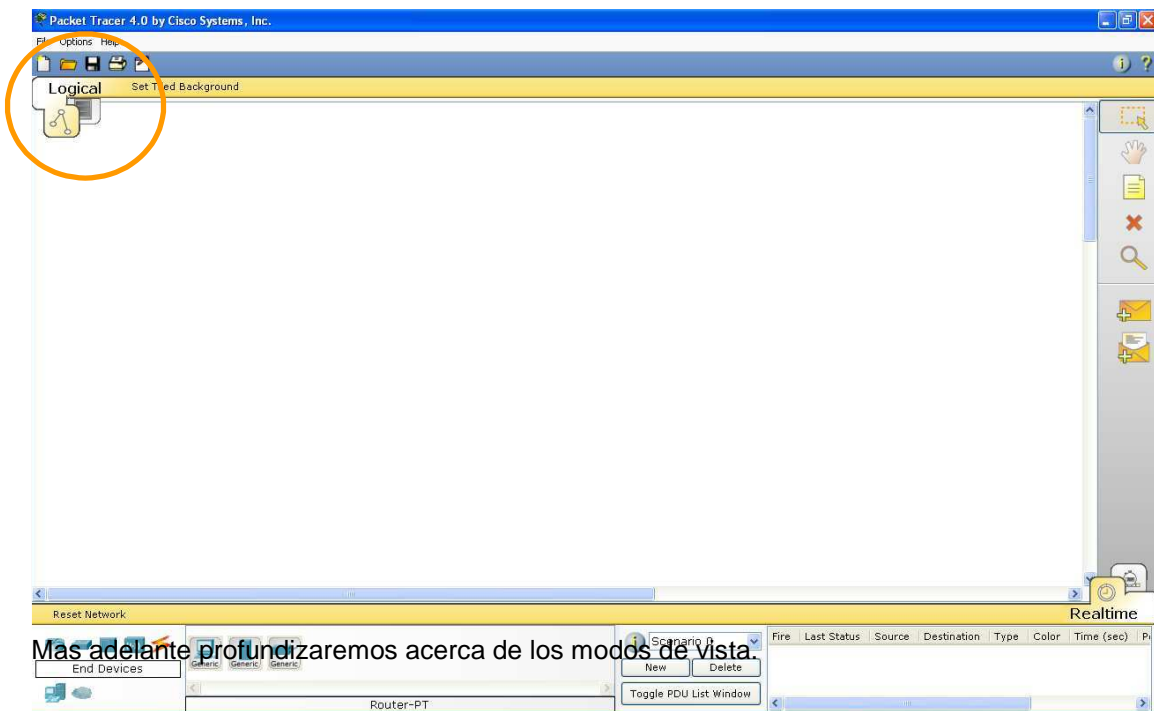 Packet Tracer 4.0 by Cisco Systems, Inc.
Options Help
Logical
Set Tiled Background
Reset Network
Realtime
Mas adelante profundizaremos acerca de los modos de vista.
End Devices
Generic Generic Generic
Router-PT
Scenario 0
New
Delete
Toggle PDU List Window
Fire Last Status Source Destination Type Color Time (sec)